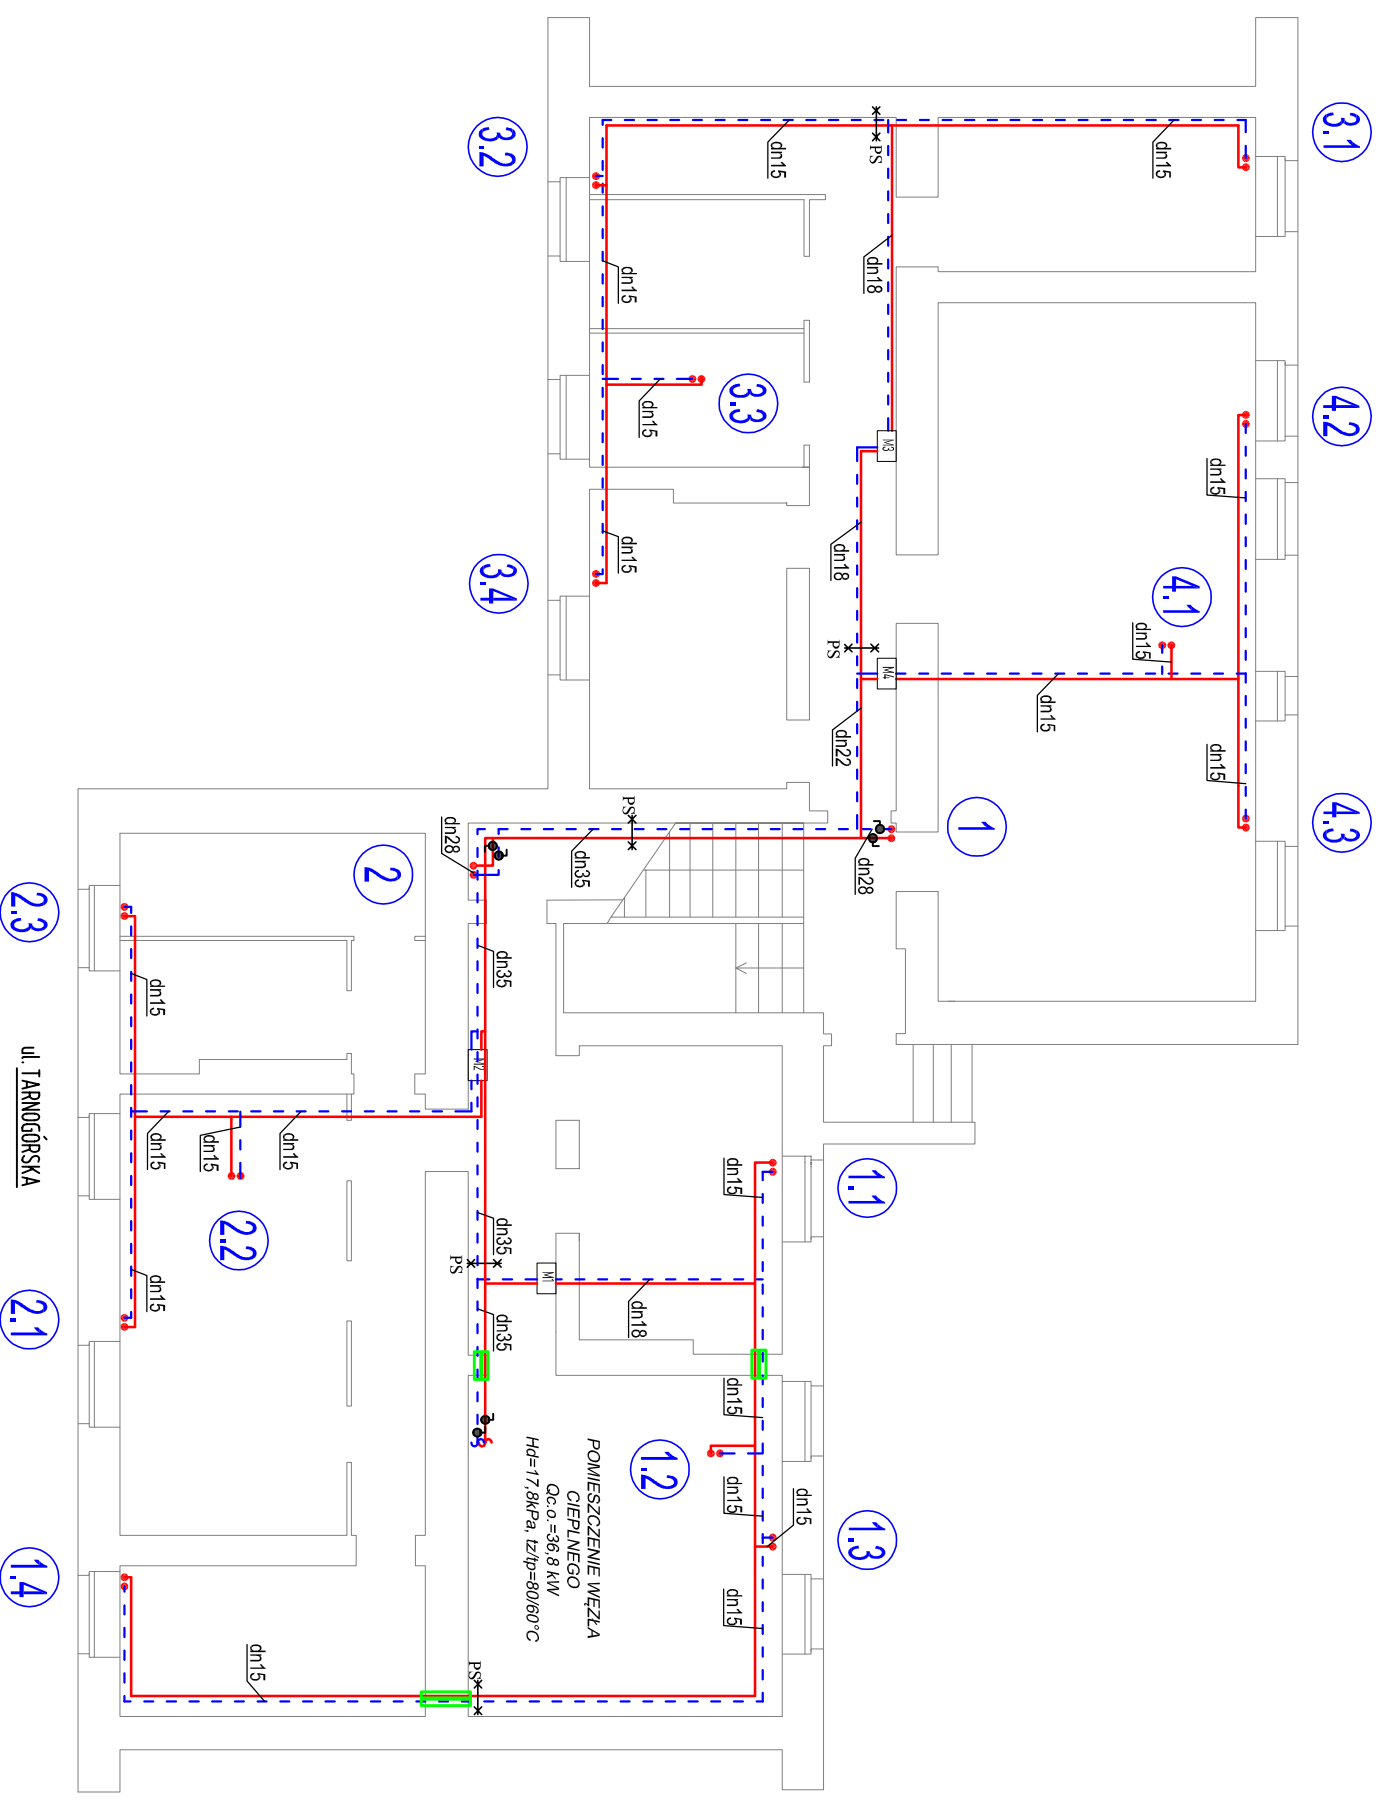 3.1
4.2
4.3
3.2
3.3
3.4
4.1
1
2
2.3
2.2
2.1
1.1
1.2
1.3
1.4
dn15
dn15
PS
dn18
dn15
dn15
dn15
M3
dn18
PS
M4
dn22
dn15
dn15
dn15
dn15
dn28
PS
dn35
dn28
dn35
M2
dn15
dn15
dn15
dn15
dn15
dn35
PS
dn35
M1
dn18
dn15
dn15
dn15
dn15
dn15
PS
dn15
POMIESZCZENIE WĘZŁA
CIEPLNEGO
Qc.o.=36,8 kW
Hd=17,8kPa, tz/tp=80/60°C
ul. TARNOGÓRSKA